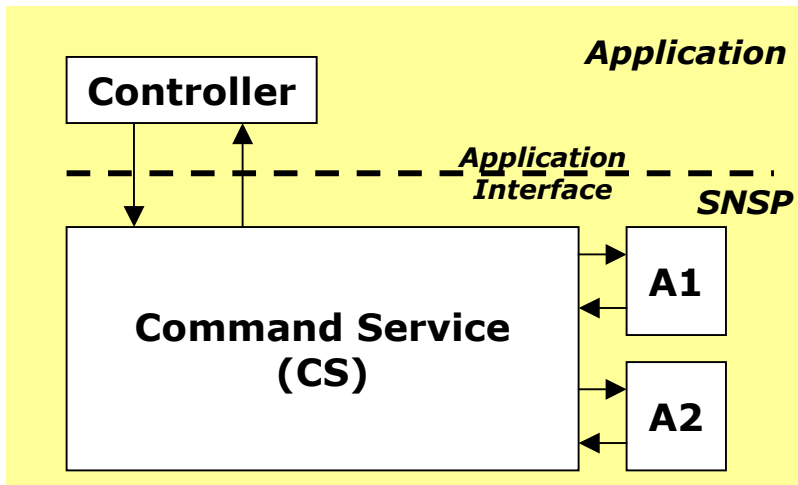 Application
Controller
Application
Interface
SNSP
A1
Command Service
(CS)
A2